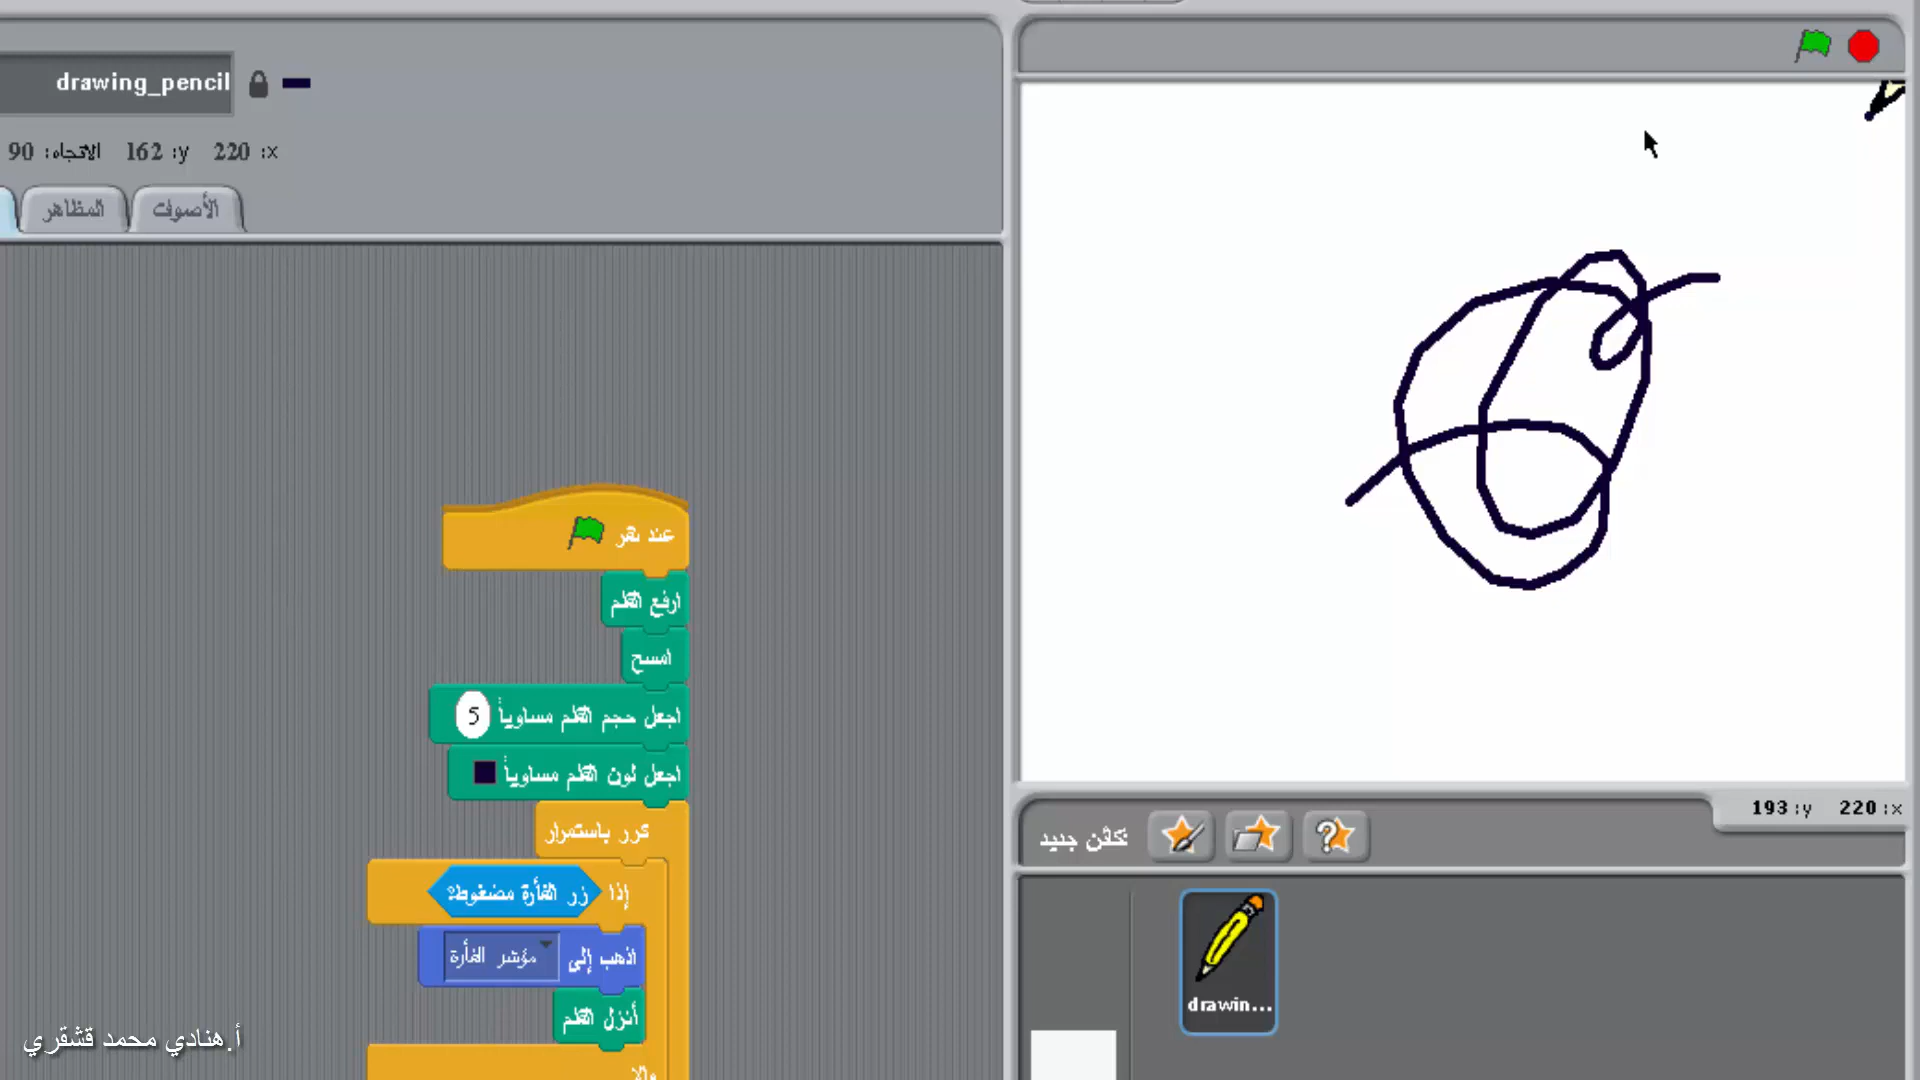 drawing_pencil
x: 220 y: 162 الاتجاه: 90
المظاهر
الأصوات
عند نقر
ارفع القلم
امسح
اجعل حجم القلم مساوياً 5
اجعل لون القلم مساوياً
كرر باستمرار
إذا زر الفأرة مضغوط؟
اذهب إلى مؤشر الفأرة
أنزل القلم
وإلا
x: 220 y: 193
كائن جديد
drawin...
أ.هنادي محمد قشقري